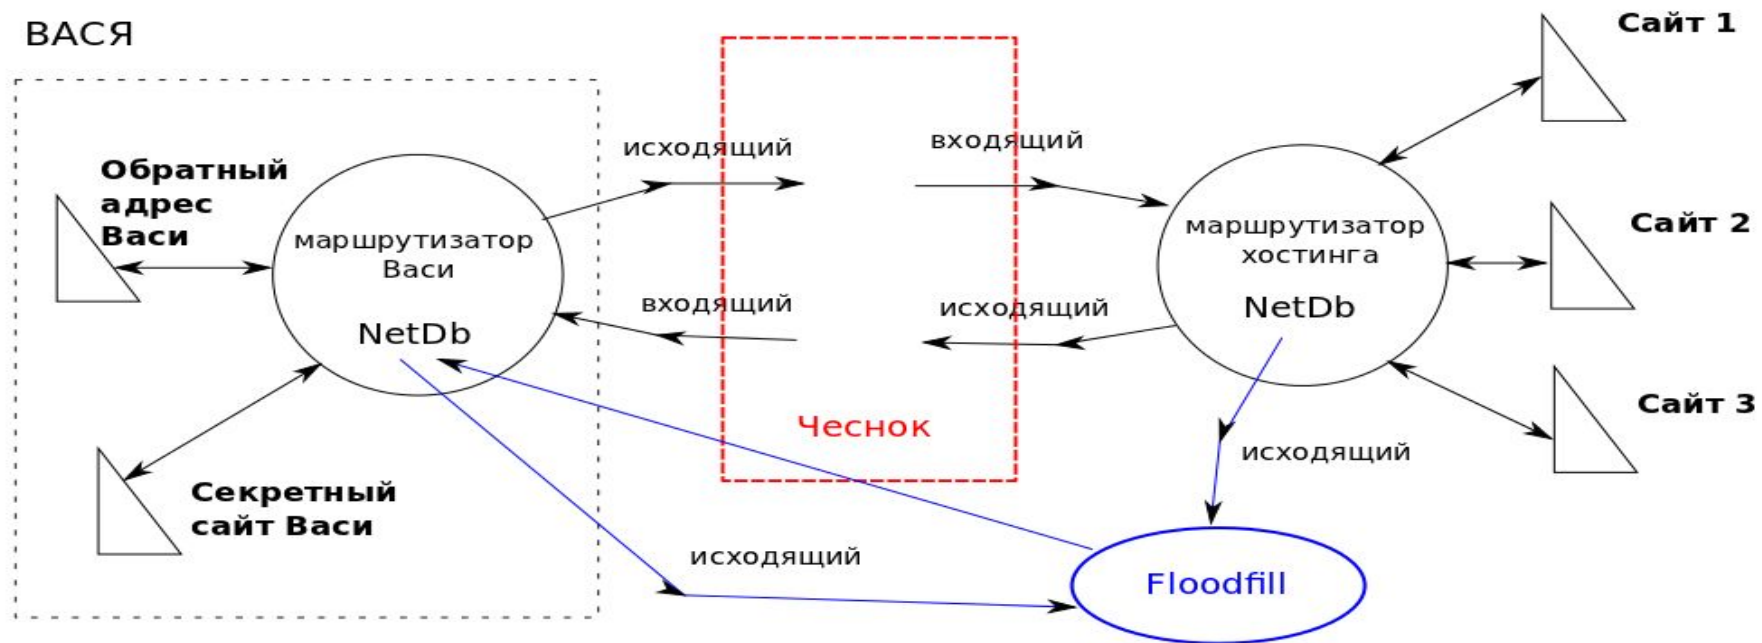 ВАСЯ
Сайт 1
исходящий
входящий
Обратный
адрес
Васи
маршрутизатор
Васи
NetDb
маршрутизатор
хостинга
NetDb
Сайт 2
входящий
исходящий
Сайт 3
Чеснок
исходящий
Секретный
сайт Васи
исходящий
Floodfill